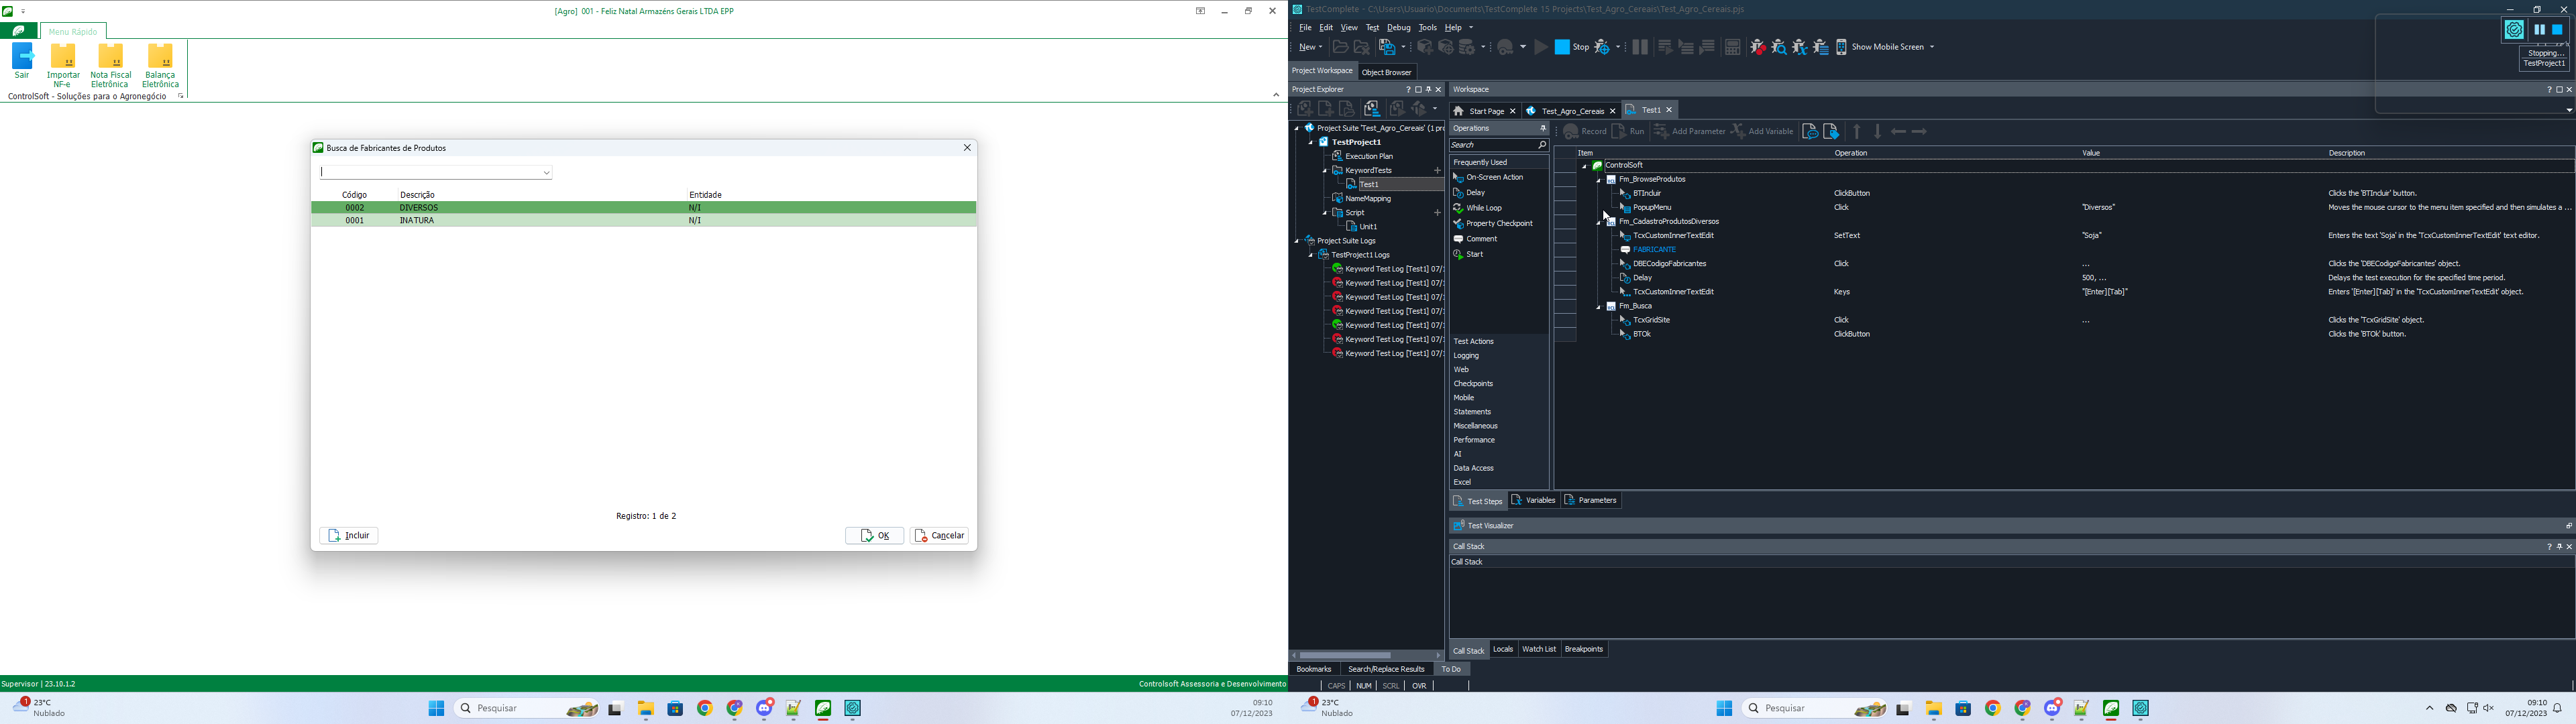 [Agro] 001 - Feliz Natal Armazéns Gerais LTDA EPP
Menu Rápido
Sair
Importar
NF-e
Nota Fiscal
Eletrônica
Balança
Eletrônica
ControlSoft - Soluções para o Agronegócio
Busca de Fabricantes de Produtos
Código Descrição Entidade
0002 DIVERSOS N/I
0001 INATURA N/I
Registro: 1 de 2
Incluir
OK
Cancelar
Supervisor | 23.10.1.2
Controlsoft Assessoria e Desenvolvimento
1
23°C
Nublado
Pesquisar
09:10
07/12/2023
TestComplete - C:\Users\Usuario\Documents\TestComplete 15 Projects\Test_Agro_Cereais\Test_Agro_Cereais.pjs
File Edit View Test Debug Tools Help
New
Stop
Show Mobile Screen
Stopping...
TestProject1
Project Workspace
Object Browser
Project Explorer
Project Suite 'Test_Agro_Cereais' (1 pro
TestProject1
Execution Plan
KeywordTests
Test1
NameMapping
Script
Unit1
Project Suite Logs
TestProject1 Logs
Keyword Test Log [Test1] 07/
Keyword Test Log [Test1] 07/
Keyword Test Log [Test1] 07/
Keyword Test Log [Test1] 07/
Keyword Test Log [Test1] 07/
Keyword Test Log [Test1] 07/
Keyword Test Log [Test1] 07/
Workspace
Start Page
Test_Agro_Cereais
Test1
Operations
Search
Frequently Used
On-Screen Action
Delay
While Loop
Property Checkpoint
Comment
Start
Test Actions
Logging
Web
Checkpoints
Mobile
Statements
Miscellaneous
Performance
AI
Data Access
Excel
Record Run Add Parameter Add Variable
Item Operation Value Description
ControlSoft
Fm_BrowseProdutos
BTIncluir ClickButton Clicks the 'BTIncluir' button.
PopupMenu Click "Diversos" Moves the mouse cursor to the menu item specified and then simulates a ...
Fm_CadastroProdutosDiversos
TcxCustomInnerTextEdit SetText "Soja" Enters the text 'Soja' in the 'TcxCustomInnerTextEdit' text editor.
FABRICANTE
DBECodigoFabricantes Click ... Clicks the 'DBECodigoFabricantes' object.
Delay 500, ... Delays the test execution for the specified time period.
TcxCustomInnerTextEdit Keys "[Enter][Tab]" Enters '[Enter][Tab]' in the 'TcxCustomInnerTextEdit' object.
Fm_Busca
TcxGridSite Click ... Clicks the 'TcxGridSite' object.
BTOk ClickButton Clicks the 'BTOk' button.
Test Steps Variables Parameters
Test Visualizer
Call Stack
Call Stack
Call Stack Locals Watch List Breakpoints
Bookmarks Search/Replace Results To Do
CAPS NUM SCRL OVR
1
23°C
Nublado
Pesquisar
09:10
07/12/2023